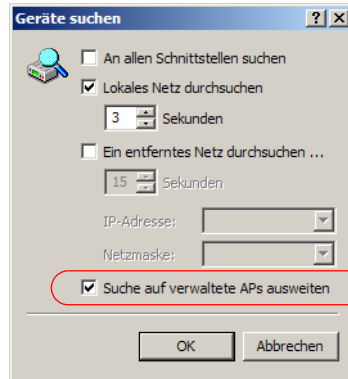 Geräte suchen
An allen Schnittstellen suchen
Lokales Netz durchsuchen
3 Sekunden
Ein entferntes Netz durchsuchen ...
15 Sekunden
IP-Adresse:
Netzmaske:
Suche auf verwaltete APs ausweiten
OK Abbrechen